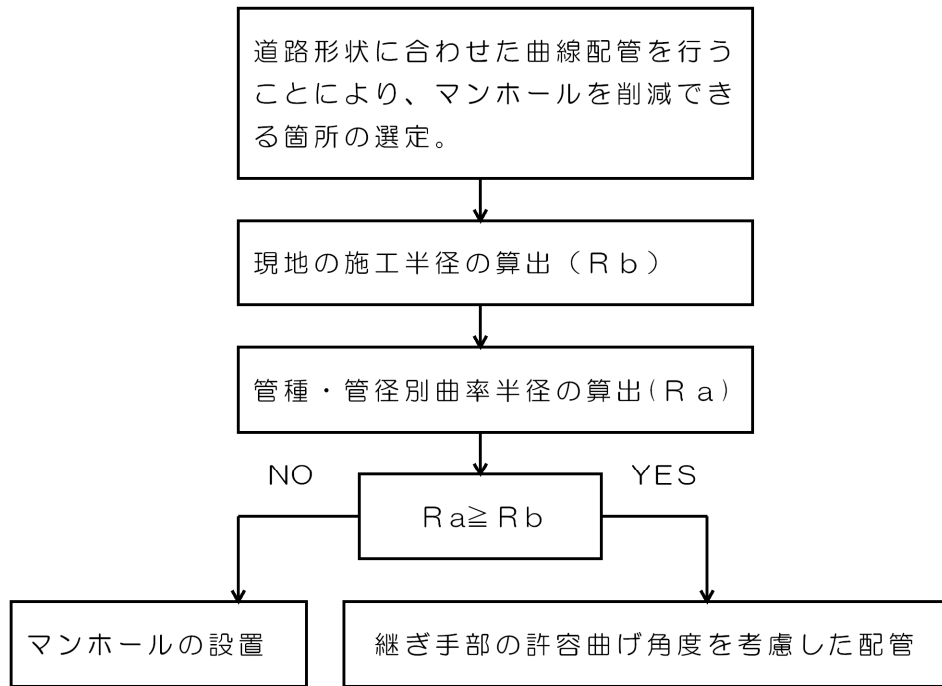 道路形状に合わせた曲線配管を行う
ことにより、マンホールを削減でき
る箇所の選定。
現地の施工半径の算出（Ｒｂ）
管種・管径別曲率半径の算出(Ｒａ)
NO
YES
Ｒa≧Ｒb
マンホールの設置
継ぎ手部の許容曲げ角度を考慮した配管